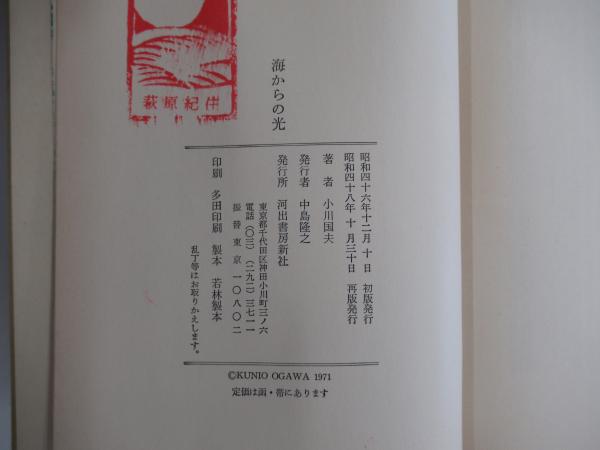 萩原紀伴
海からの光
昭和四十六年十二月 十 日 初版発行
昭和四十八年 十 月三十日 再版発行
著 者 小川国夫
発行者 中島隆之
発行所 河出書房新社
東京都千代田区神田小川町三ノ六
電話(〇三)(二九二)三七一一
振 替 東 京 一〇八〇二
印刷 多田印刷 製本 若林製本
乱丁等はお取りかえします。
©KUNIO OGAWA 1971
定価は函・帯にあります